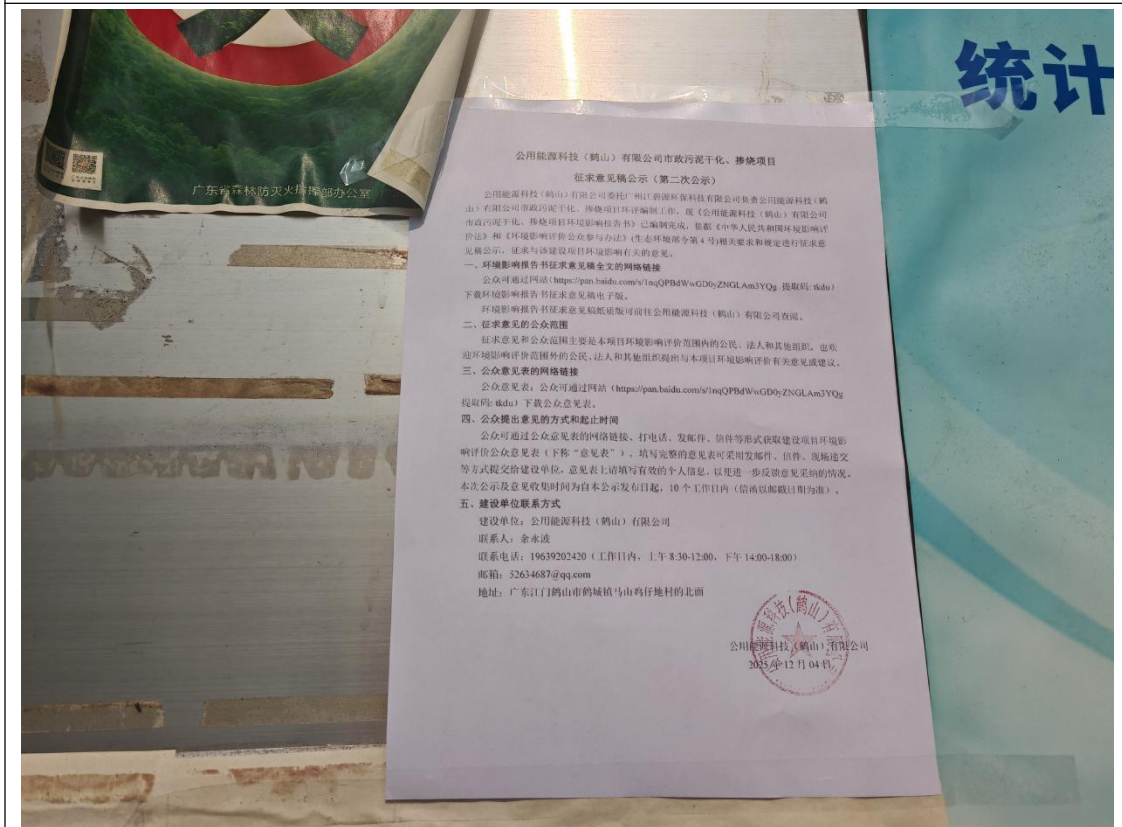 广东省森林防灭火指挥部办公室
统计
公用能源科技（鹤山）有限公司市政污泥干化、掺烧项目
征求意见稿公示（第二次公示）
公用能源科技（鹤山）有限公司委托广州江碧源环保科技有限公司负责公用能源科技（鹤
山）有限公司市政污泥干化、掺烧项目环评编制工作，现《公用能源科技（鹤山）有限公司
市政污泥干化、掺烧项目环境影响报告书》已编制完成，依据《中华人民共和国环境影响评
价法》和《环境影响评价公众参与办法》(生态环境部令第 4 号)相关要求和规定进行征求意
见稿公示，征求与该建设项目环境影响有关的意见。
一、环境影响报告书征求意见稿全文的网络链接
公众可通过网站(https://pan.baidu.com/s/1nqQPBdWwGD0yZNGLAm3YQg 提取码: tkdu)
下载环境影响报告书征求意见稿电子版。
环境影响报告书征求意见稿纸质版可前往公用能源科技（鹤山）有限公司查阅。
二、征求意见的公众范围
征求意见和公众范围主要是本项目环境影响评价范围内的公民、法人和其他组织。也欢
迎环境影响评价范围外的公民、法人和其他组织提出与本项目环境影响评价有关意见或建议。
三、公众意见表的网络链接
公众意见表：公众可通过网站（https://pan.baidu.com/s/1nqQPBdWwGD0yZNGLAm3YQg
提取码: tkdu）下载公众意见表。
四、公众提出意见的方式和起止时间
公众可通过公众意见表的网络链接、打电话、发邮件、信件等形式获取建设项目环境影
响评价公众意见表（下称“意见表”），填写完整的意见表可采用发邮件、信件、现场递交
等方式提交给建设单位，意见表上请填写有效的个人信息，以便进一步反馈意见采纳的情况。
本次公示及意见收集时间为自本公示发布日起，10 个工作日内（信函以邮戳日期为准）。
五、建设单位联系方式
建设单位：公用能源科技（鹤山）有限公司
联系人：余永波
联系电话：19639202420（工作日内，上午 8:30-12:00，下午 14:00-18:00）
邮箱：52634687@qq.com
地址：广东江门鹤山市鹤城镇马山鸡仔地村的北面
公用能源科技（鹤山）有限公司
2025 年 12 月 04 日